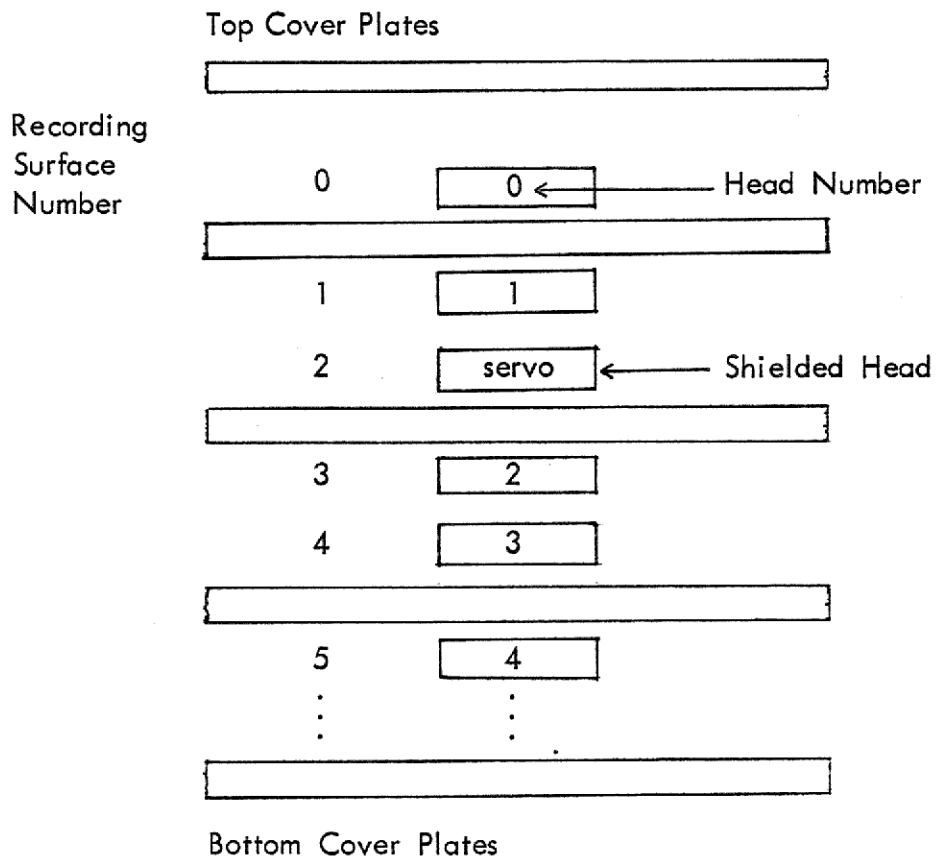 Top Cover Plates
Recording
Surface
Number
0 0 Head Number
1 1
2 servo Shielded Head
3 2
4 3
5 4
Bottom Cover Plates